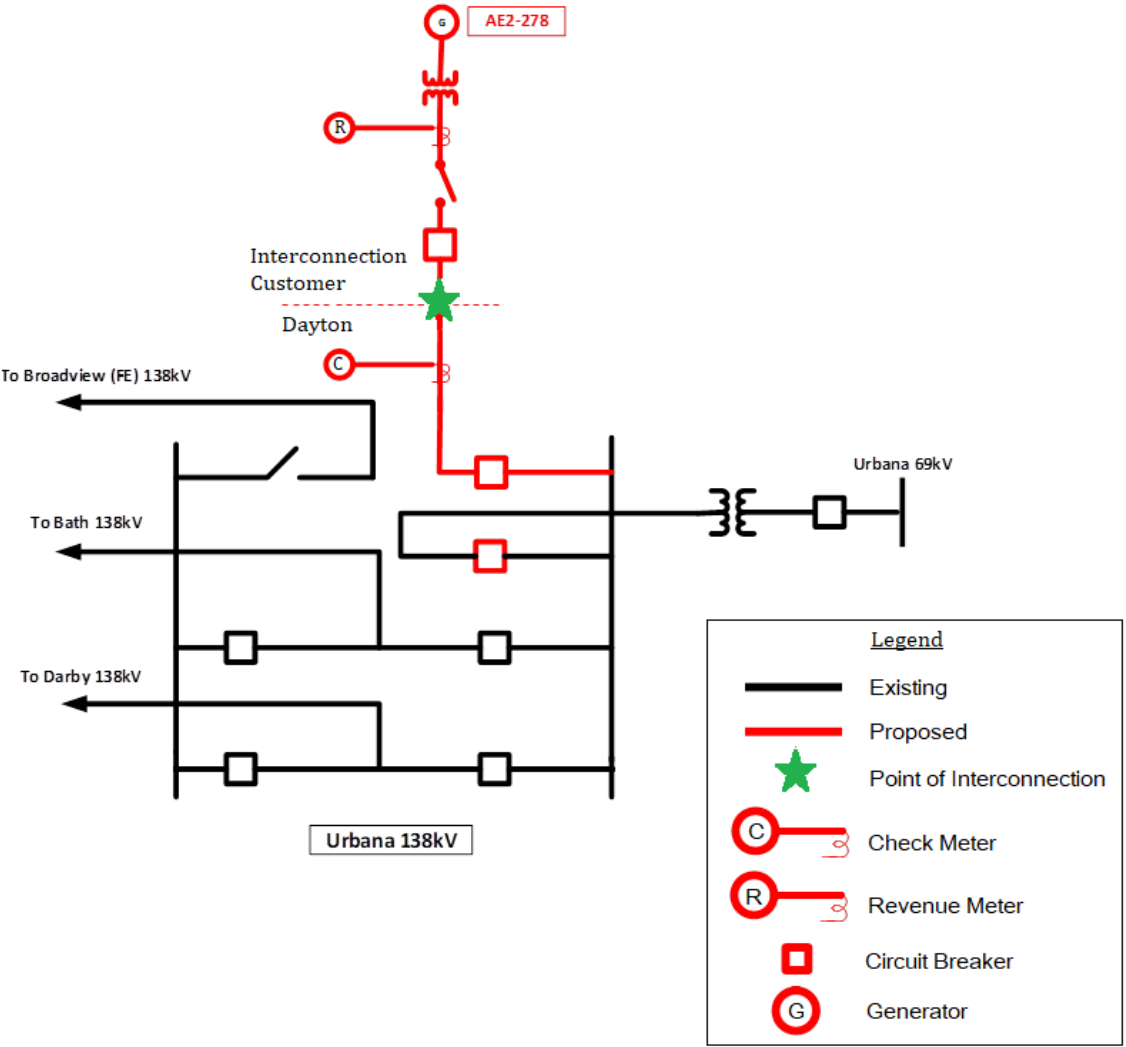 G
AE2-278
R
Interconnection
Customer
Dayton
C
To Broadview (FE) 138kV
Urbana 69kV
To Bath 138kV
To Darby 138kV
Urbana 138kV
Legend
Existing
Proposed
Point of Interconnection
C
Check Meter
R
Revenue Meter
Circuit Breaker
G
Generator